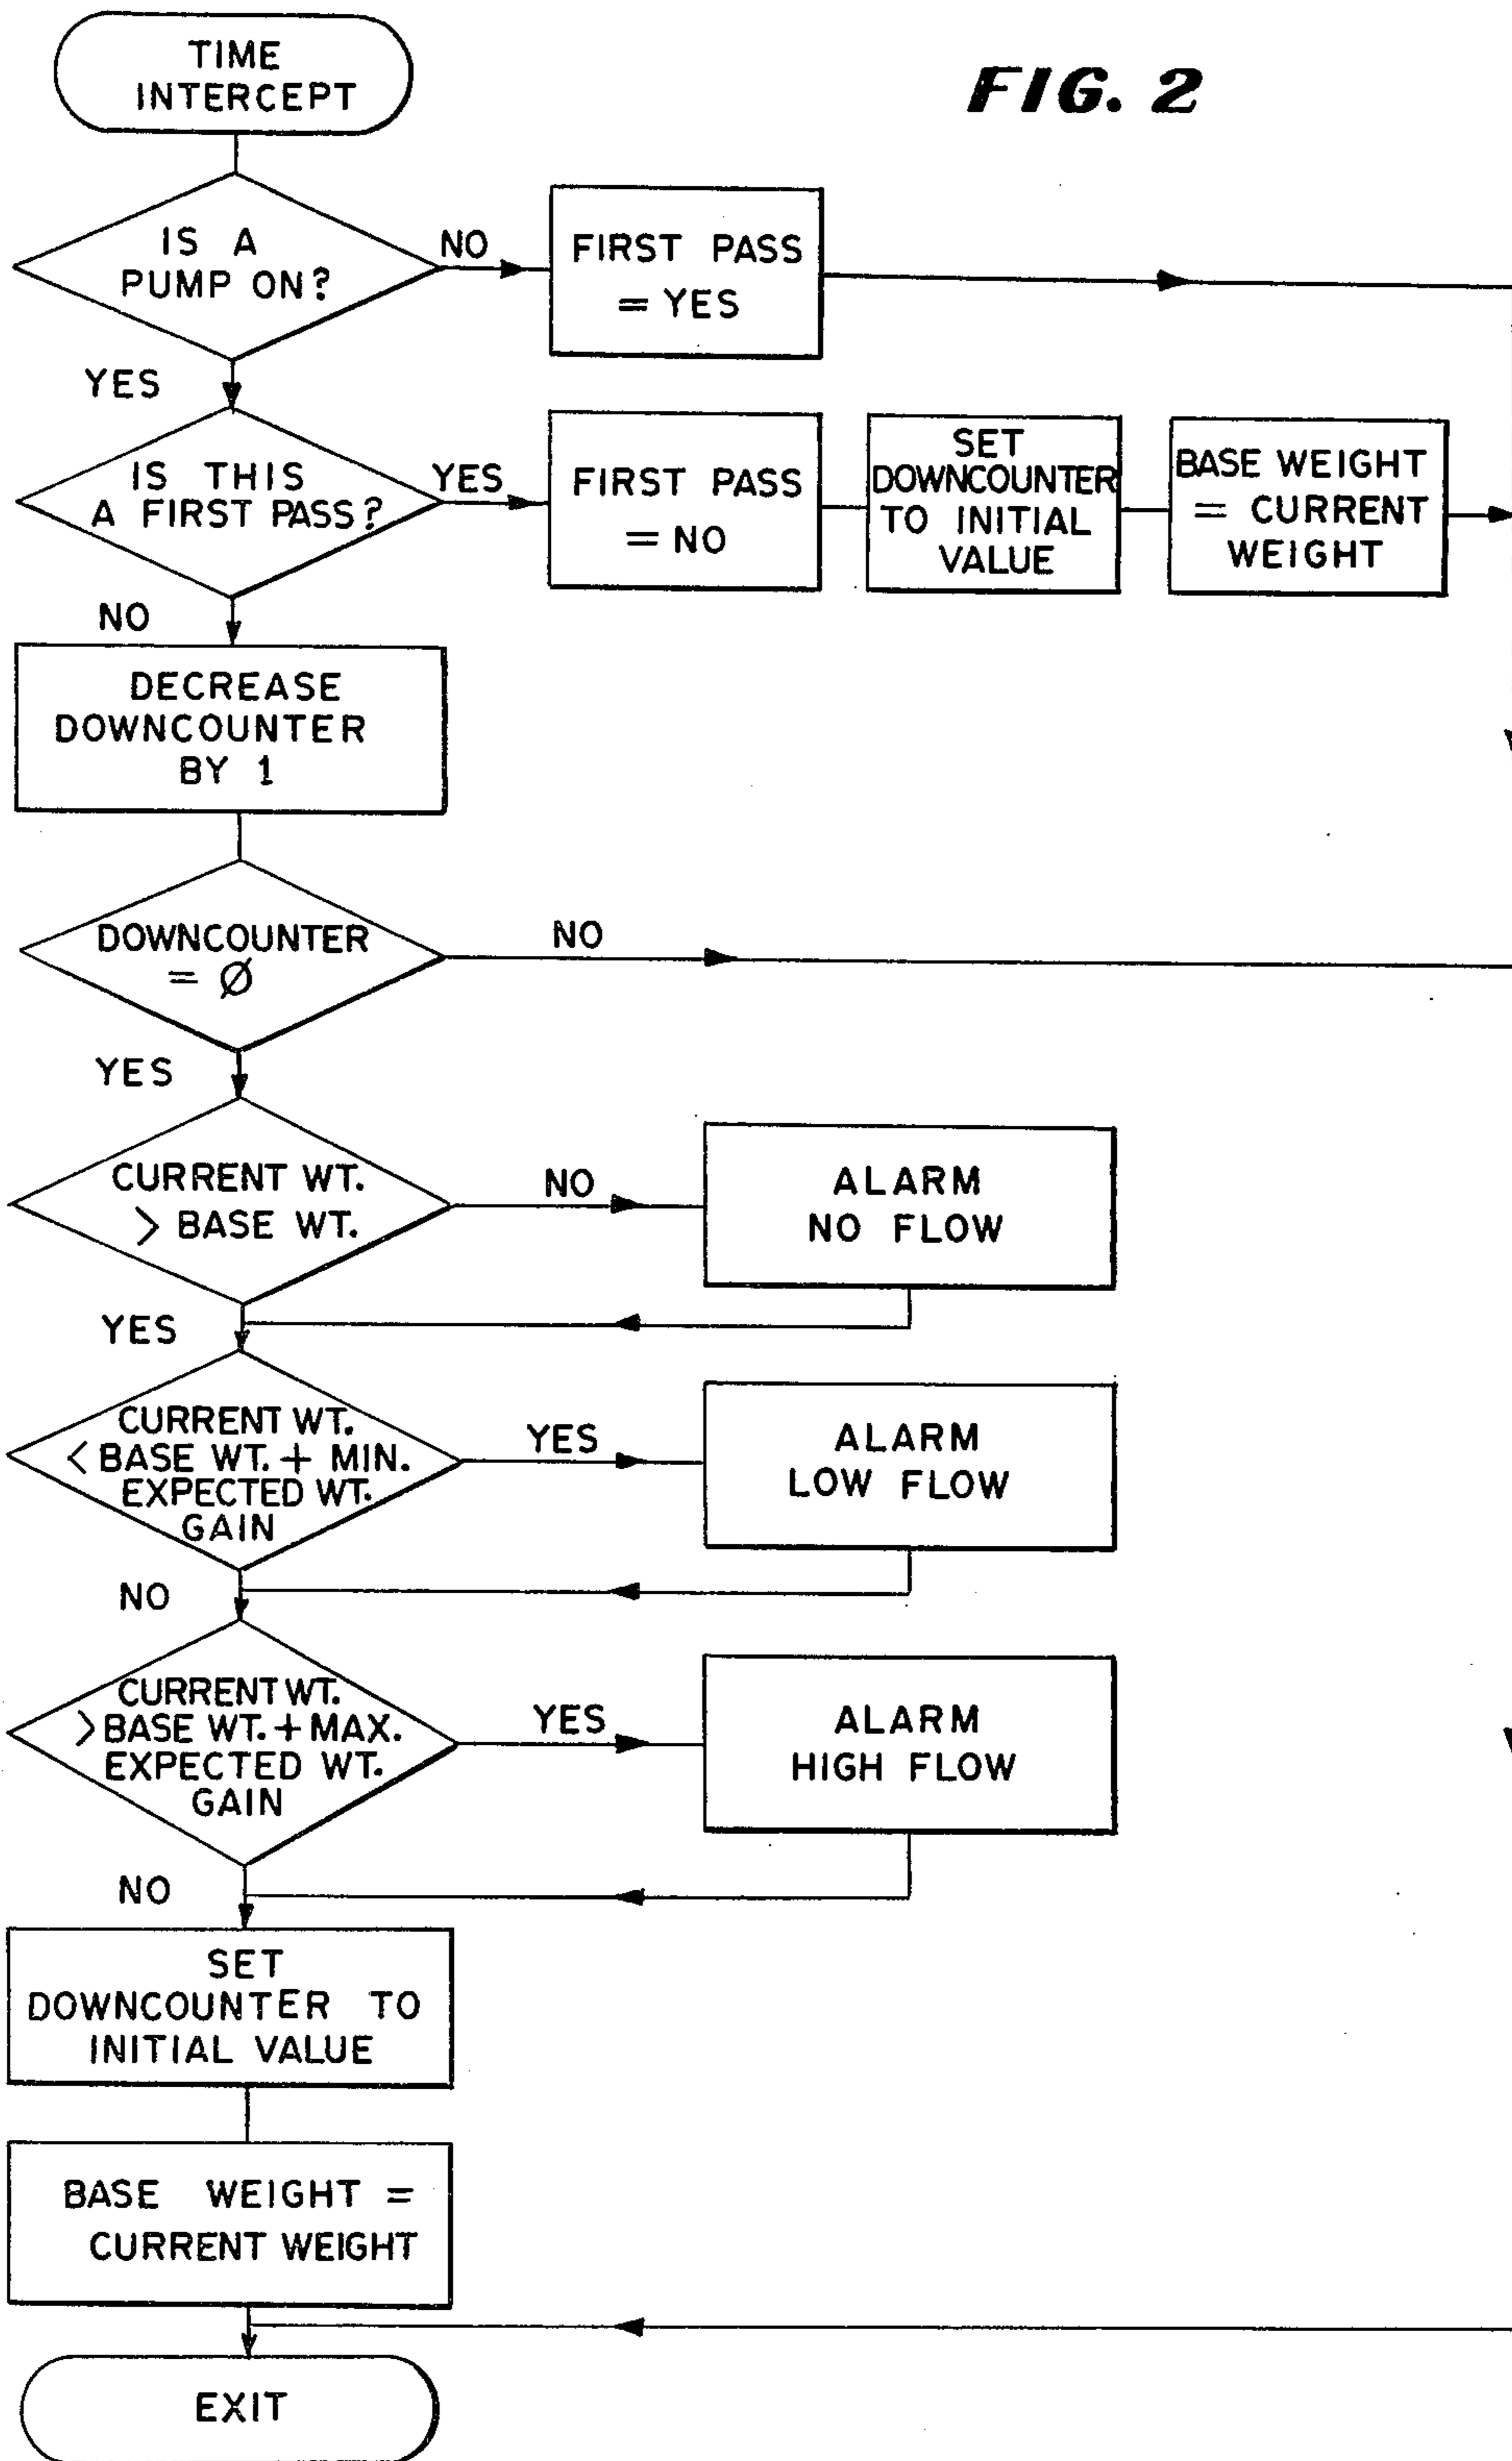 TIME
INTERCEPT
FIG. 2
IS A
PUMP ON?
NO
FIRST PASS
= YES
YES
IS THIS
A FIRST PASS?
YES
FIRST PASS
= NO
SET
DOWNCOUNTER
TO INITIAL
VALUE
BASE WEIGHT
= CURRENT
WEIGHT
NO
DECREASE
DOWNCOUNTER
BY 1
DOWNCOUNTER
= Ø
NO
YES
CURRENT WT.
> BASE WT.
NO
ALARM
NO FLOW
YES
CURRENT WT.
< BASE WT. + MIN.
EXPECTED WT.
GAIN
YES
ALARM
LOW FLOW
NO
CURRENT WT.
> BASE WT. + MAX.
EXPECTED WT.
GAIN
YES
ALARM
HIGH FLOW
NO
SET
DOWNCOUNTER TO
INITIAL VALUE
BASE WEIGHT =
CURRENT WEIGHT
EXIT